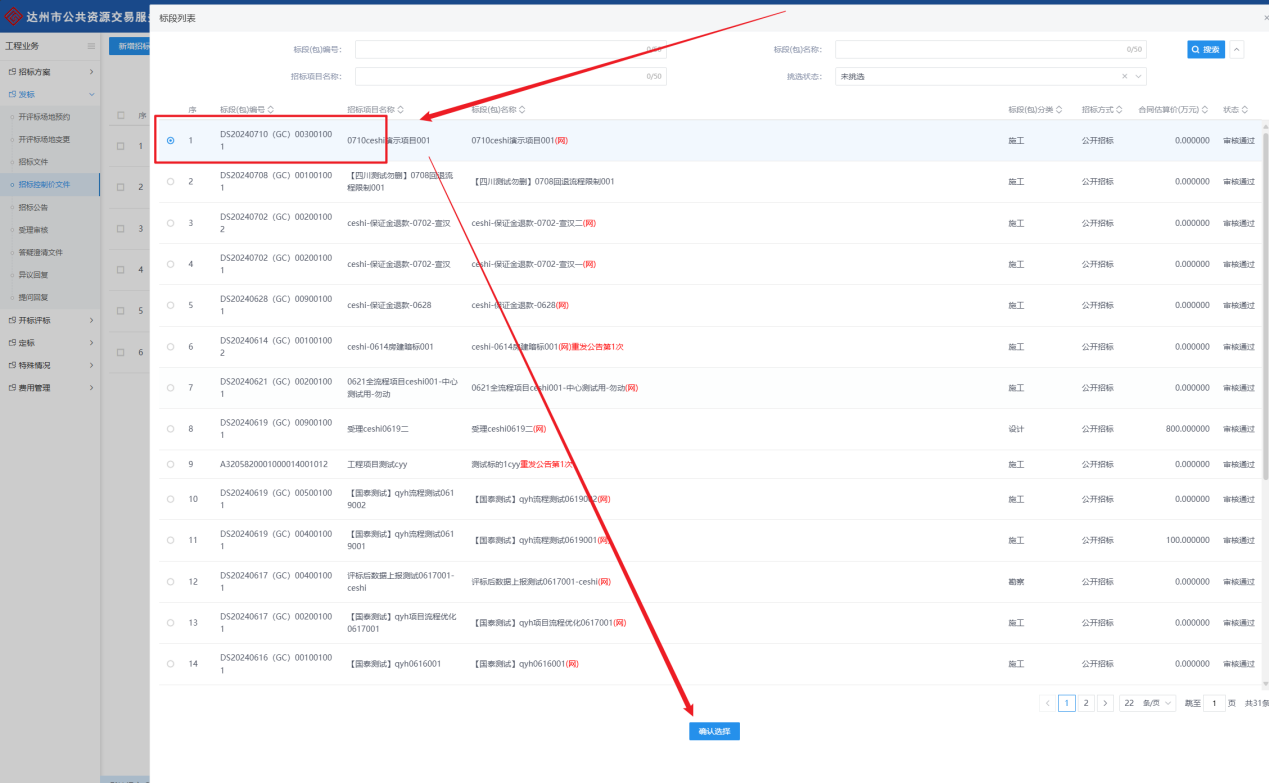 达州市公共资源交易服
标段列表
工程业务
新增招标
招标方案
发标
开评标场地预约
开评标场地变更
招标文件
招标控制价文件
招标公告
受理审核
答疑澄清文件
异议回复
提问回复
开标评标
定标
特殊情况
费用管理
序
1
2
3
4
5
6
标段(包)编号: 0/50 标段(包)名称: 0/50 搜索
招标项目名称: 0/50 挑选状态: 未挑选
序 标段(包)编号 招标项目名称 标段(包)名称 标段(包)分类 招标方式 合同估算价(万元) 状态
1 DS20240710（GC）003001001 0710ceshi演示项目001 0710ceshi演示项目001(网) 施工 公开招标 0.000000 审核通过
2 DS20240708（GC）001001001 【四川测试勿删】0708回退流程限制001 【四川测试勿删】0708回退流程限制001 施工 公开招标 0.000000 审核通过
3 DS20240702（GC）002001002 ceshi-保证金退款-0702-宣汉 ceshi-保证金退款-0702-宣汉二(网) 施工 公开招标 0.000000 审核通过
4 DS20240702（GC）002001001 ceshi-保证金退款-0702-宣汉 ceshi-保证金退款-0702-宣汉一(网) 施工 公开招标 0.000000 审核通过
5 DS20240628（GC）009001001 ceshi-保证金退款-0628 ceshi-保证金退款-0628(网) 施工 公开招标 0.000000 审核通过
6 DS20240614（GC）001001002 ceshi-0614房建暗标001 ceshi-0614房建暗标001(网)重发公告第1次 施工 公开招标 0.000000 审核通过
7 DS20240621（GC）002001001 0621全流程项目ceshi001-中心测试用-勿动 0621全流程项目ceshi001-中心测试用-勿动(网) 施工 公开招标 0.000000 审核通过
8 DS20240619（GC）009001001 受理ceshi0619二 受理ceshi0619二(网) 设计 公开招标 800.000000 审核通过
9 A3205820001000014001012 工程项目测试cyy 测试标的1cyy重发公告第1次 施工 公开招标 0.000000 审核通过
10 DS20240619（GC）005001001 【国泰测试】qyh流程测试0619002 【国泰测试】qyh流程测试0619002(网) 施工 公开招标 0.000000 审核通过
11 DS20240619（GC）004001001 【国泰测试】qyh流程测试0619001 【国泰测试】qyh流程测试0619001(网) 施工 公开招标 100.000000 审核通过
12 DS20240617（GC）004001001 评标后数据上报测试0617001-ceshi 评标后数据上报测试0617001-ceshi(网) 勘察 公开招标 0.000000 审核通过
13 DS20240617（GC）002001001 【国泰测试】qyh项目流程优化0617001 【国泰测试】qyh项目流程优化0617001(网) 施工 公开招标 0.000000 审核通过
14 DS20240616（GC）001001001 【国泰测试】qyh0616001 【国泰测试】qyh0616001(网) 施工 公开招标 0.000000 审核通过
1 2 22 条/页 跳至 1 页 共31条
确认选择